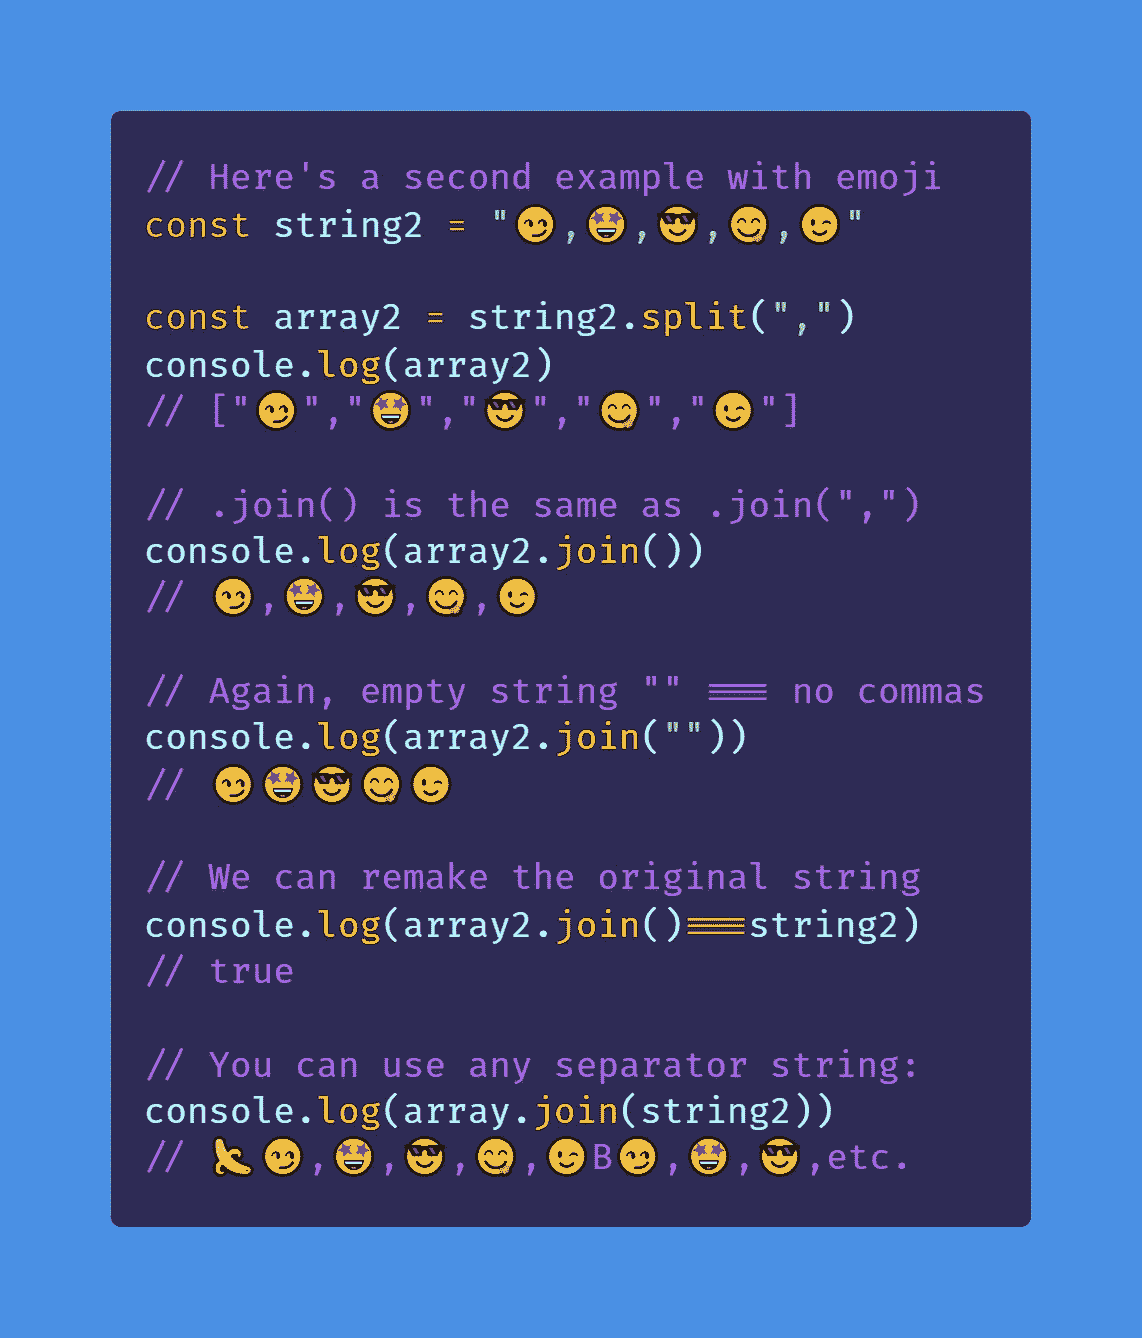 // Here's a second example with emoji
const string2 = "😏,🤩,😎,😋,😉"
const array2 = string2.split(",")
console.log(array2)
// ["😏","🤩","😎","😋","😉"]
// .join() is the same as .join(",")
console.log(array2.join())
// 😏,🤩,😎,😋,😉
// Again, empty string "" === no commas
console.log(array2.join(""))
// 😏🤩😎😋😉
// We can remake the original string
console.log(array2.join()===string2)
// true
// You can use any separator string:
console.log(array.join(string2))
// 🍌😏,🤩,😎,😋,😉B😏,🤩,😎,etc.